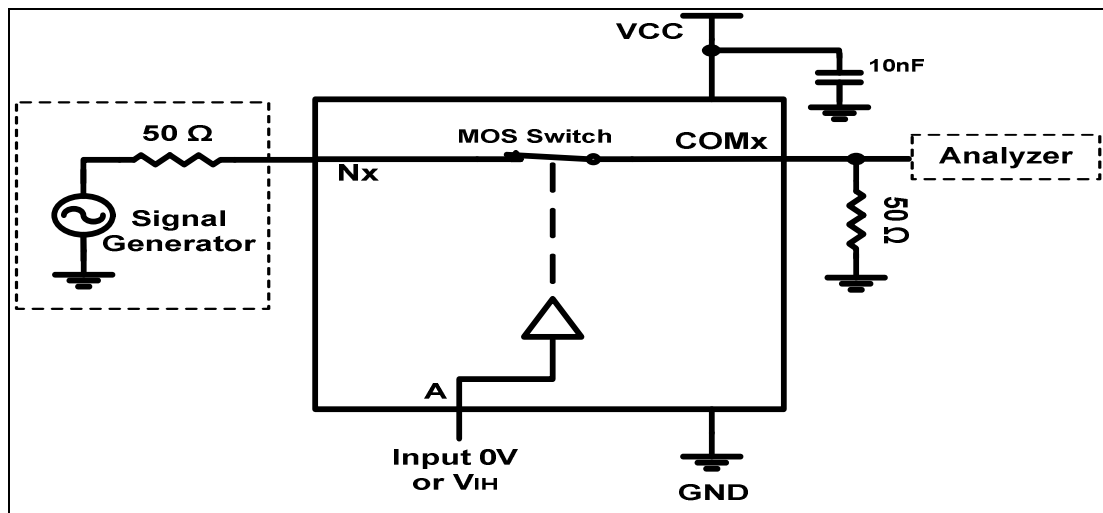 VCC
10nF
50 Ω
MOS Switch
COMx
Analyzer
Nx
Signal
Generator
50 Ω
A
Input 0V
or VIH
GND